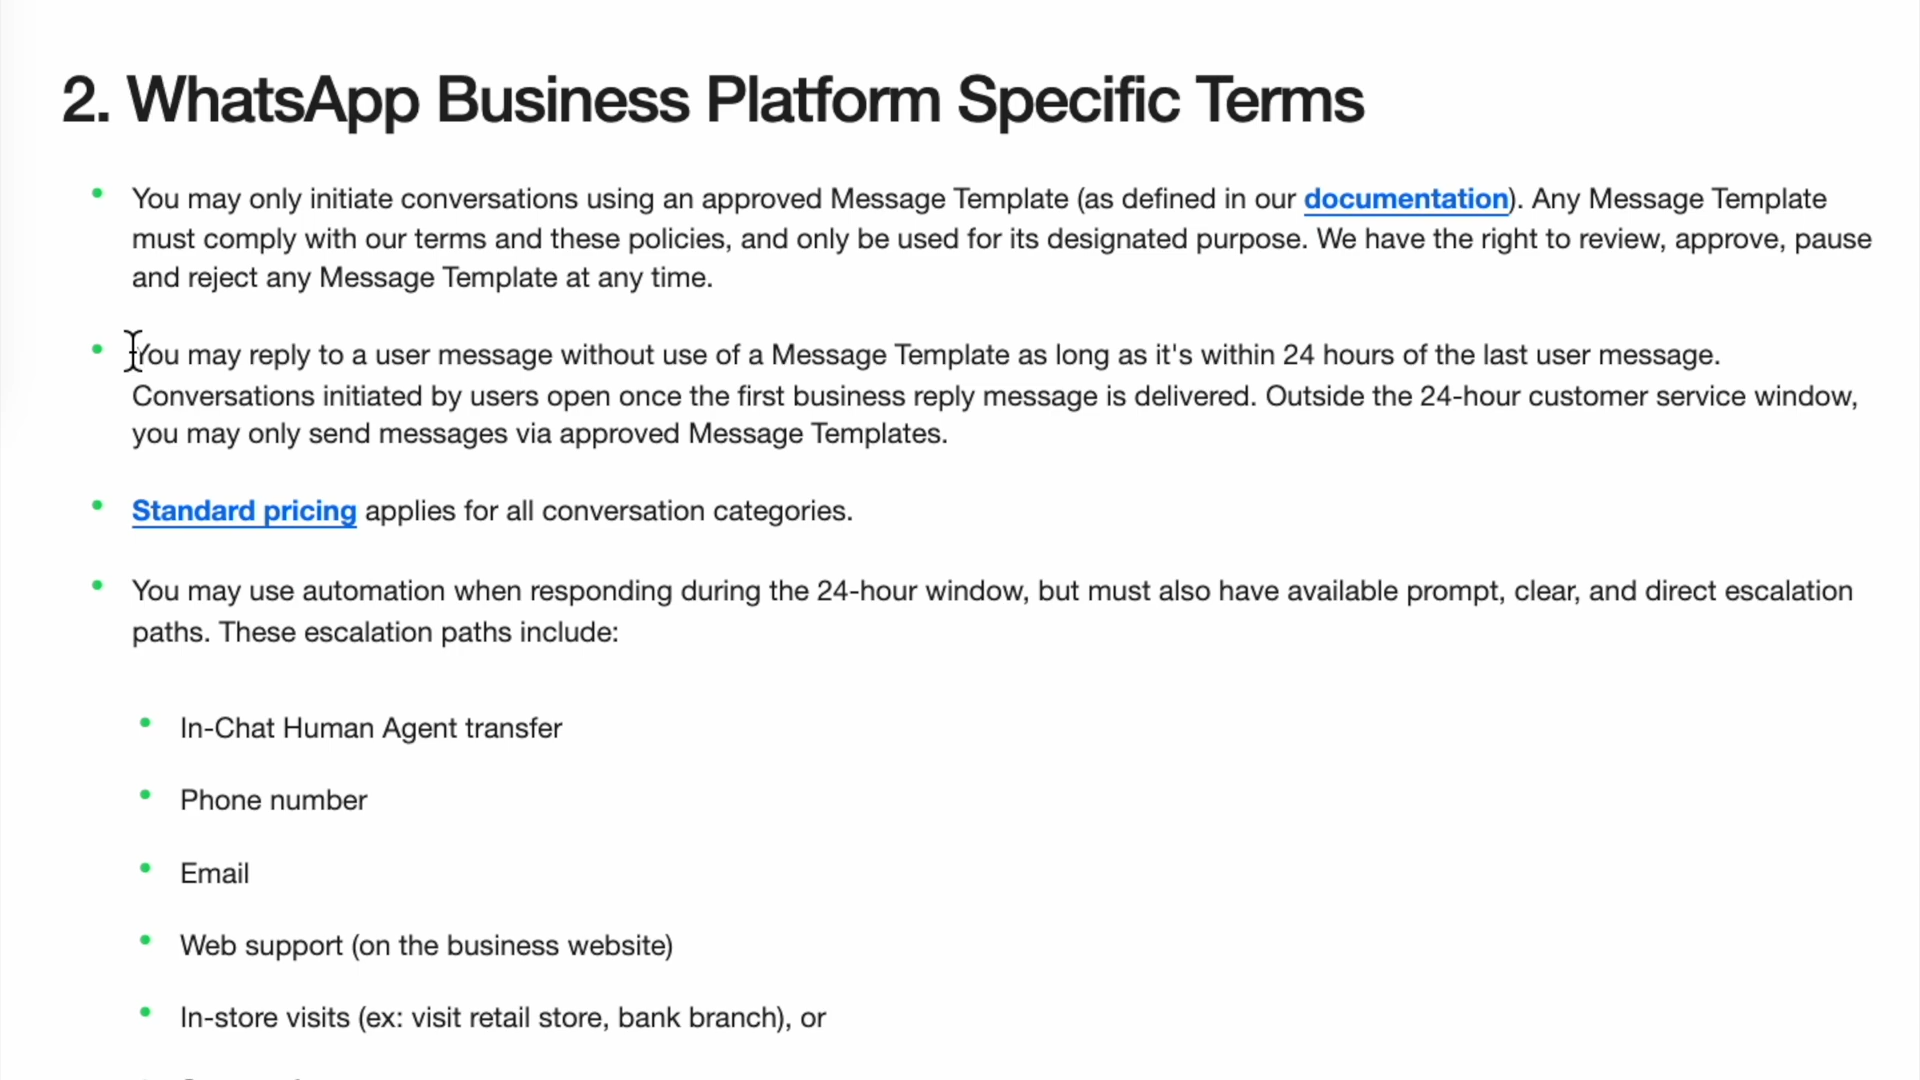 2. WhatsApp Business Platform Specific Terms
You may only initiate conversations using an approved Message Template (as defined in our documentation). Any Message Template
must comply with our terms and these policies, and only be used for its designated purpose. We have the right to review, approve, pause
and reject any Message Template at any time.
You may reply to a user message without use of a Message Template as long as it's within 24 hours of the last user message.
Conversations initiated by users open once the first business reply message is delivered. Outside the 24-hour customer service window,
you may only send messages via approved Message Templates.
Standard pricing applies for all conversation categories.
You may use automation when responding during the 24-hour window, but must also have available prompt, clear, and direct escalation
paths. These escalation paths include:
In-Chat Human Agent transfer
Phone number
Email
Web support (on the business website)
In-store visits (ex: visit retail store, bank branch), or